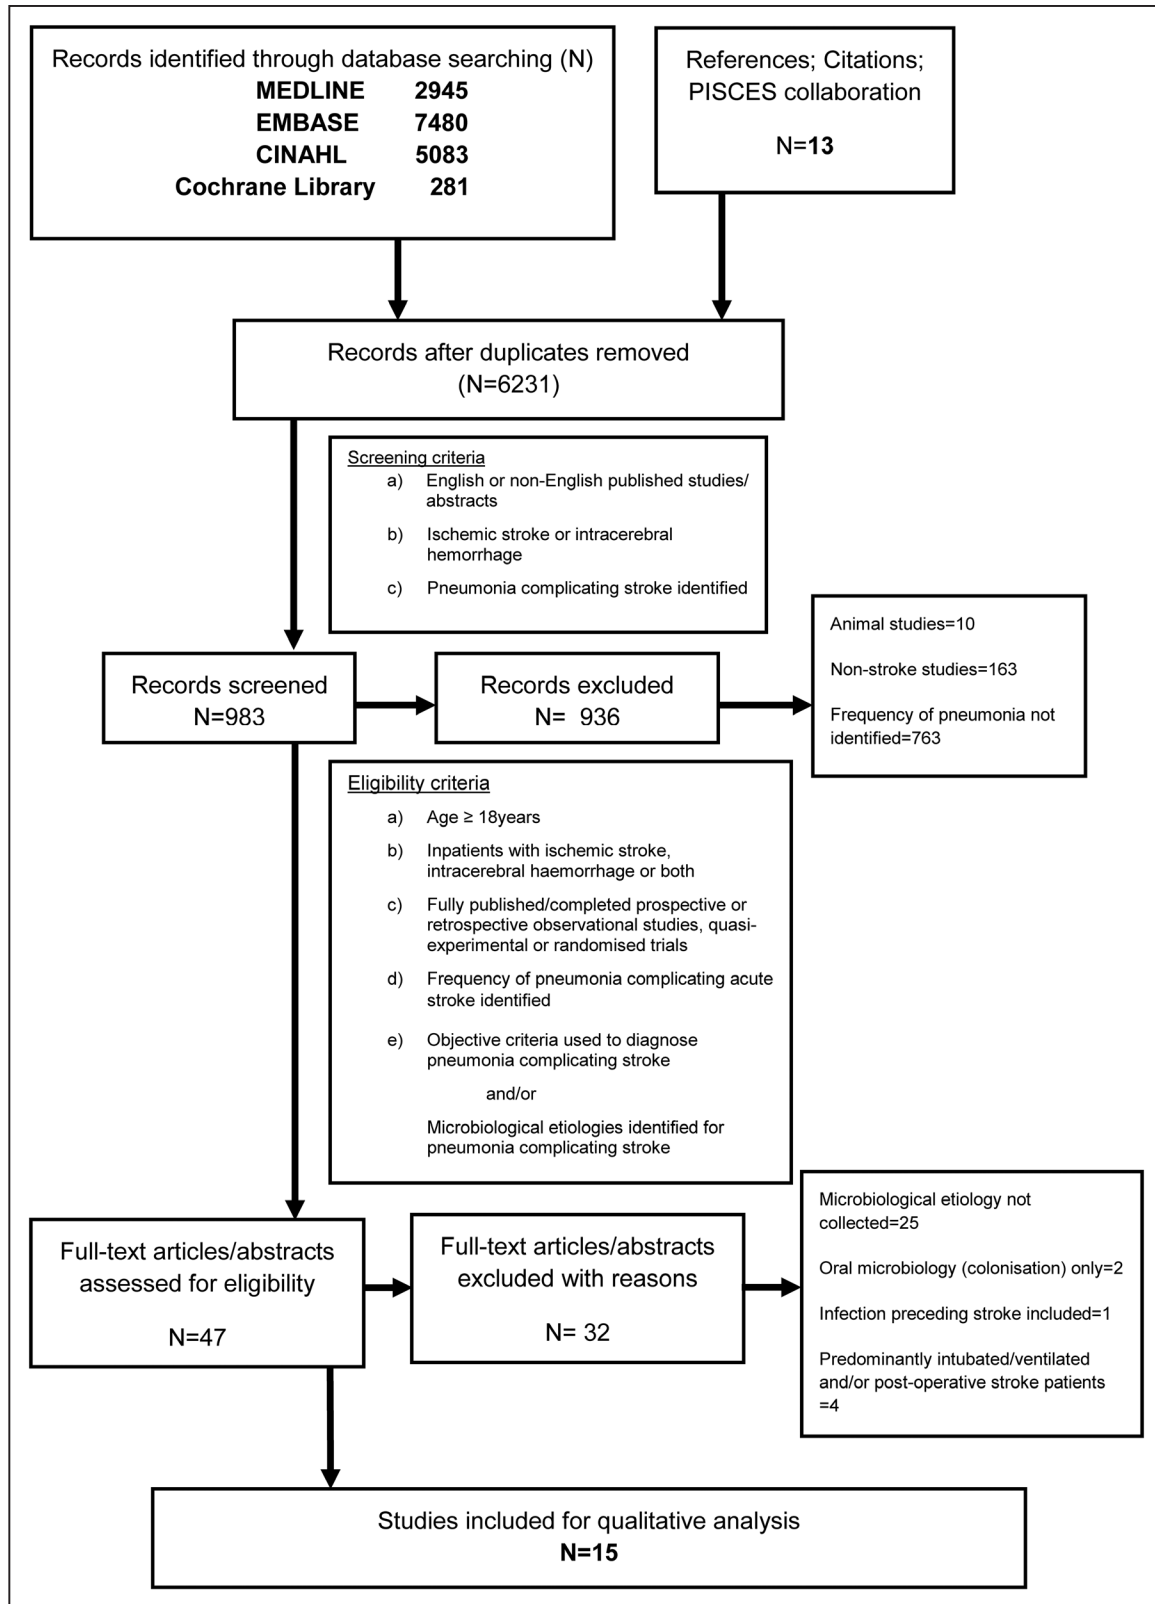 Records identified through database searching (N)
MEDLINE 2945
EMBASE 7480
CINAHL 5083
Cochrane Library 281
References; Citations;
PISCES collaboration
N=13
Records after duplicates removed
(N=6231)
Screening criteria
a) English or non-English published studies/
abstracts
b) Ischemic stroke or intracerebral
hemorrhage
c) Pneumonia complicating stroke identified
Records screened
N=983
Records excluded
N= 936
Animal studies=10
Non-stroke studies=163
Frequency of pneumonia not
identified=763
Eligibility criteria
a) Age ≥ 18years
b) Inpatients with ischemic stroke,
intracerebral haemorrhage or both
c) Fully published/completed prospective or
retrospective observational studies, quasi-
experimental or randomised trials
d) Frequency of pneumonia complicating acute
stroke identified
e) Objective criteria used to diagnose
pneumonia complicating stroke
and/or
Microbiological etiologies identified for
pneumonia complicating stroke
Full-text articles/abstracts
assessed for eligibility
N=47
Full-text articles/abstracts
excluded with reasons
N= 32
Microbiological etiology not
collected=25
Oral microbiology (colonisation) only=2
Infection preceding stroke included=1
Predominantly intubated/ventilated
and/or post-operative stroke patients
=4
Studies included for qualitative analysis
N=15